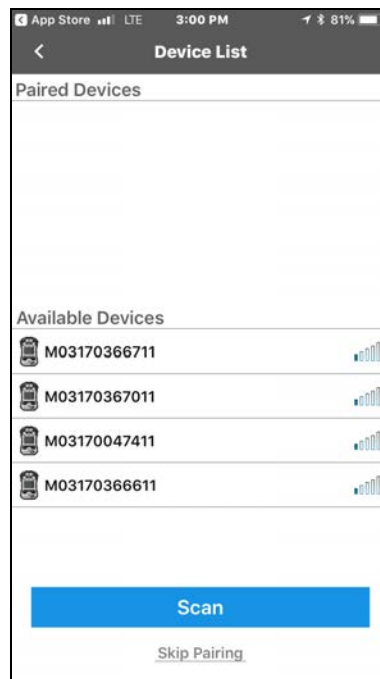 App Store LTE 3:00 PM 81%
Device List
Paired Devices
Available Devices
M03170366711
M03170367011
M03170047411
M03170366611
Scan
Skip Pairing